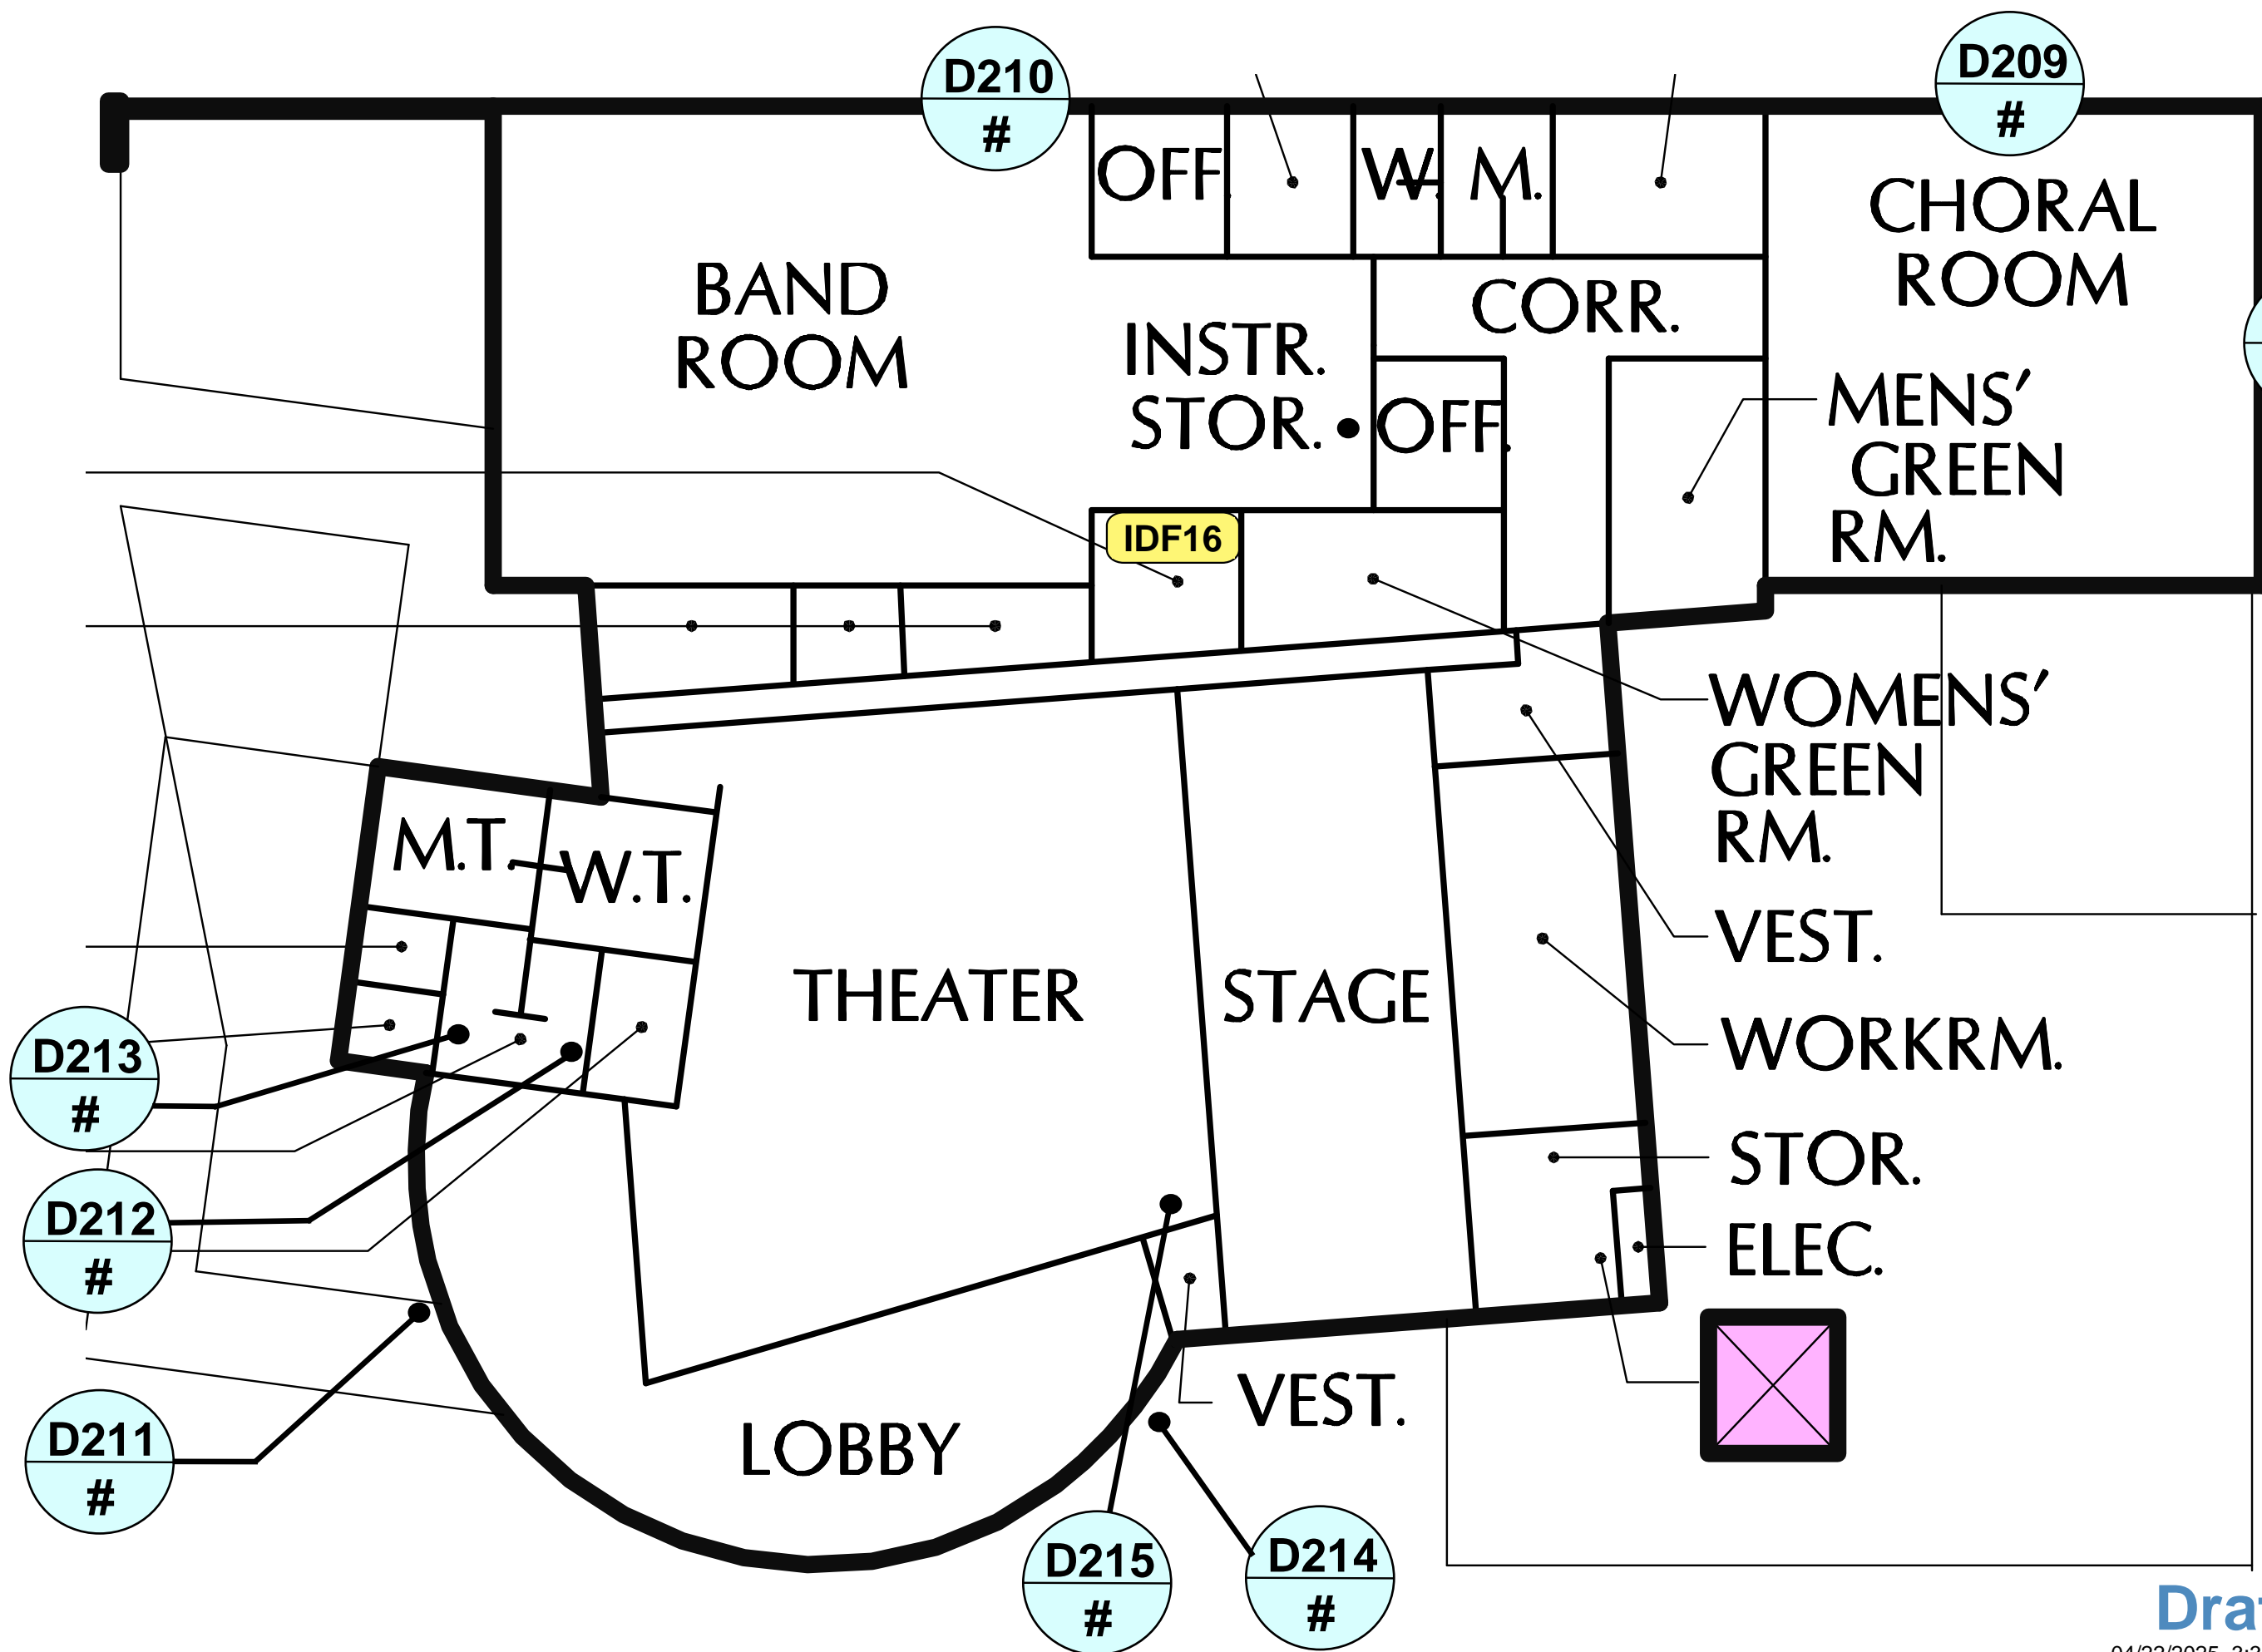 D210
#
D209
#
OFF.
W.
M.
CHORAL
ROOM
BAND
ROOM
CORR.
INSTR.
STOR.
OFF.
MENS'
GREEN
RM.
IDF16
WOMENS'
GREEN
RM.
M.T.
W.T.
VEST.
THEATER
STAGE
WORKRM.
D213
#
STOR.
D212
#
ELEC.
VEST.
D211
#
LOBBY
D215
#
D214
#